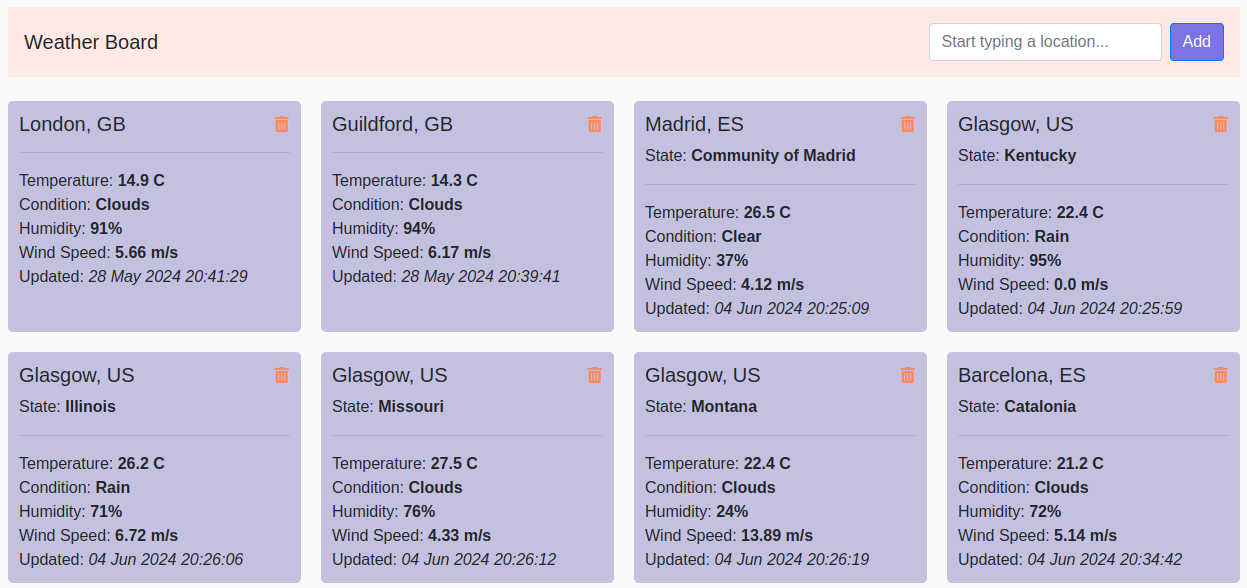 Weather Board
Start typing a location...
Add
London, GB
Temperature: 14.9 C
Condition: Clouds
Humidity: 91%
Wind Speed: 5.66 m/s
Updated: 28 May 2024 20:41:29
Guildford, GB
Temperature: 14.3 C
Condition: Clouds
Humidity: 94%
Wind Speed: 6.17 m/s
Updated: 28 May 2024 20:39:41
Madrid, ES
State: Community of Madrid
Temperature: 26.5 C
Condition: Clear
Humidity: 37%
Wind Speed: 4.12 m/s
Updated: 04 Jun 2024 20:25:09
Glasgow, US
State: Kentucky
Temperature: 22.4 C
Condition: Rain
Humidity: 95%
Wind Speed: 0.0 m/s
Updated: 04 Jun 2024 20:25:59
Glasgow, US
State: Illinois
Temperature: 26.2 C
Condition: Rain
Humidity: 71%
Wind Speed: 6.72 m/s
Updated: 04 Jun 2024 20:26:06
Glasgow, US
State: Missouri
Temperature: 27.5 C
Condition: Clouds
Humidity: 76%
Wind Speed: 4.33 m/s
Updated: 04 Jun 2024 20:26:12
Glasgow, US
State: Montana
Temperature: 22.4 C
Condition: Clouds
Humidity: 24%
Wind Speed: 13.89 m/s
Updated: 04 Jun 2024 20:26:19
Barcelona, ES
State: Catalonia
Temperature: 21.2 C
Condition: Clouds
Humidity: 72%
Wind Speed: 5.14 m/s
Updated: 04 Jun 2024 20:34:42